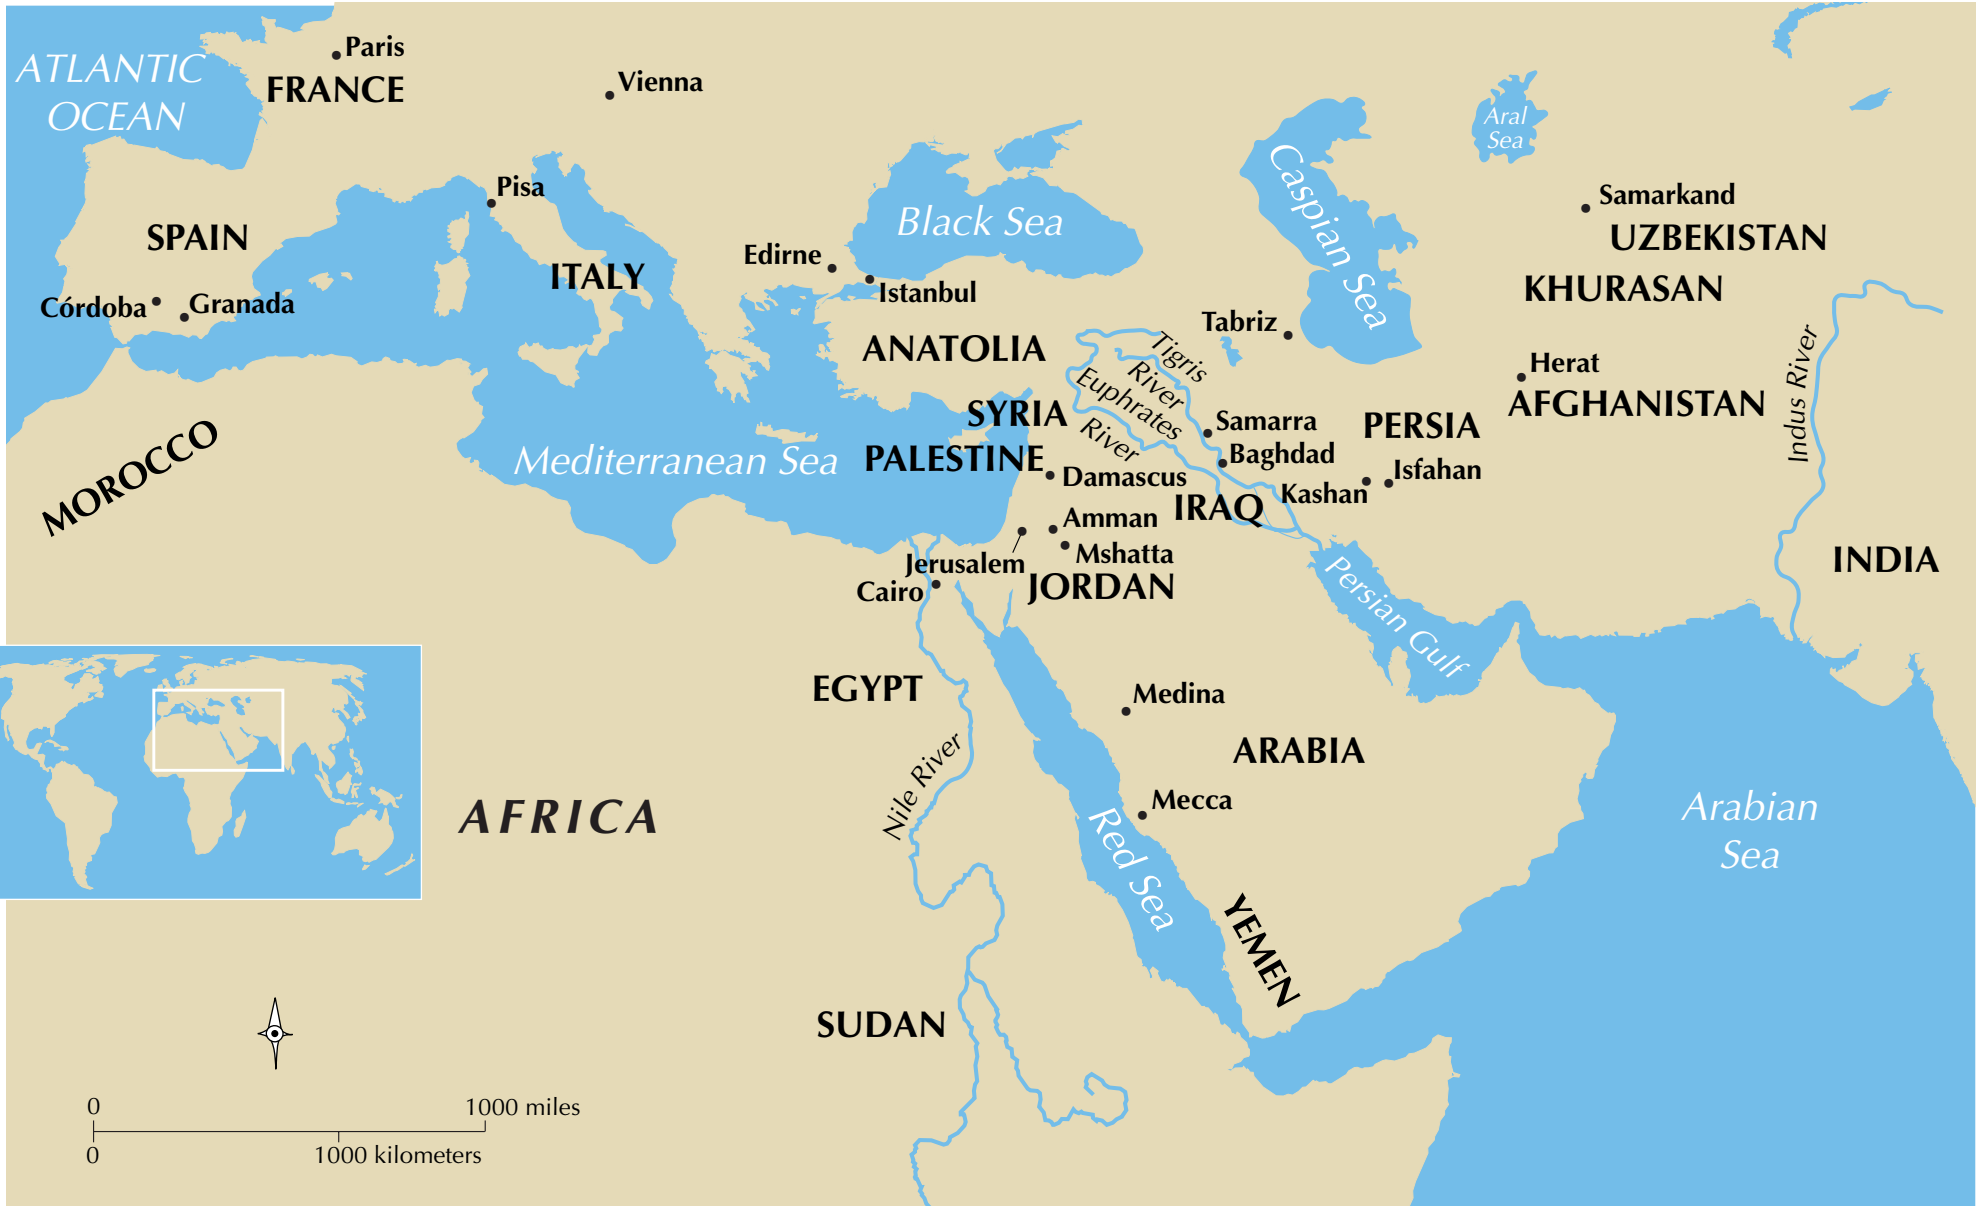 Paris
FRANCE
ATLANTIC
OCEAN
Vienna
Pisa
SPAIN
ITALY
Córdoba
Granada
Edirne
Istanbul
Black Sea
Caspian Sea
Aral
Sea
Samarkand
UZBEKISTAN
KHURASAN
Tabriz
ANATOLIA
Tigris
River
Euphrates
River
Herat
AFGHANISTAN
Indus River
SYRIA
PALESTINE
Samarra
Baghdad
PERSIA
Isfahan
Kashan
Damascus
IRAQ
MOROCCO
Mediterranean Sea
Amman
Mshatta
Jerusalem
JORDAN
Cairo
Persian Gulf
INDIA
EGYPT
Medina
ARABIA
Nile River
Mecca
AFRICA
Red Sea
Arabian
Sea
YEMEN
SUDAN
0
1000 miles
0
1000 kilometers